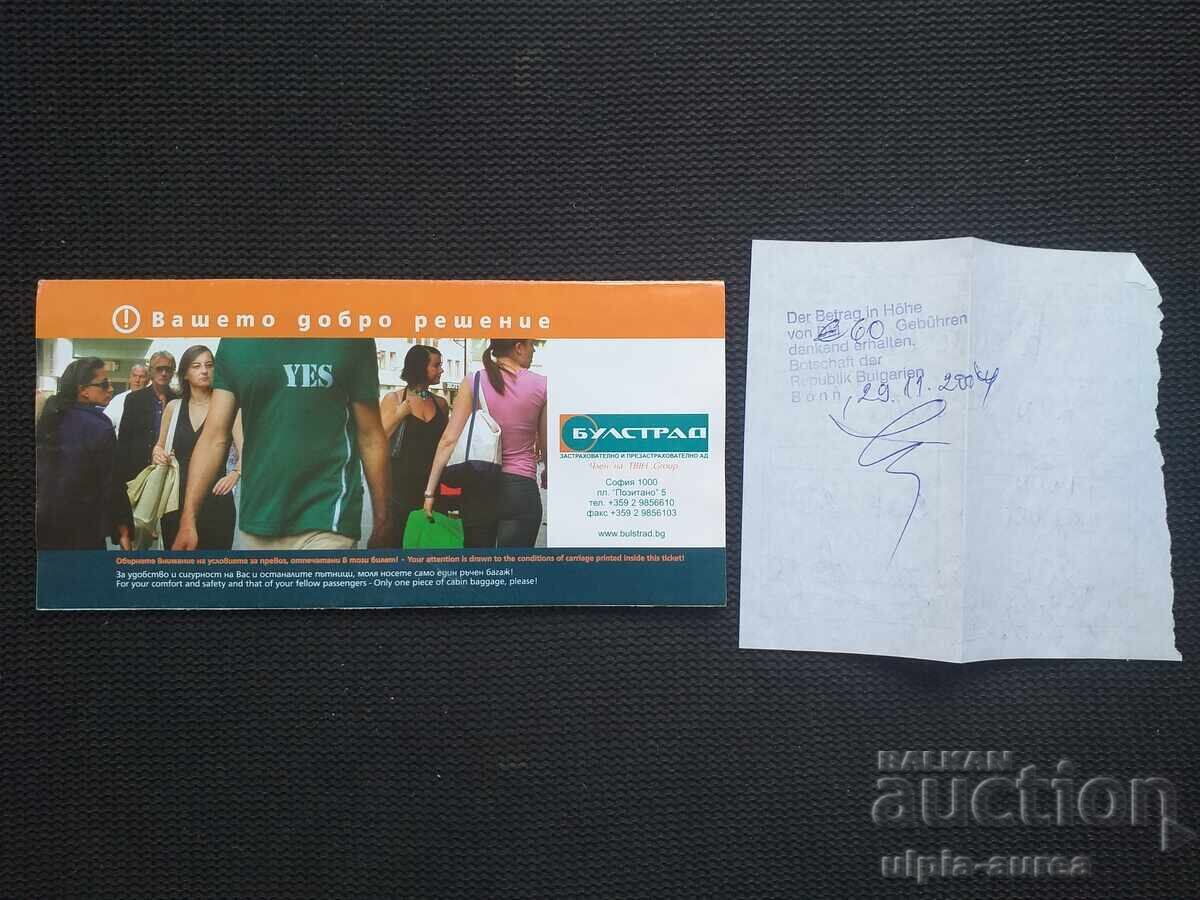 ! Вашето добро решение
YES
БУЛСТРАД
ЗАСТРАХОВАТЕЛНО И ПРЕЗАСТРАХОВАТЕЛНО АД
Член на TBIH Group
София 1000
пл. "Позитано" 5
тел. +359 2 9856610
факс +359 2 9856103
www.bulstrad.bg
Обърнете внимание на условията за превоз, отпечатани в този билет! - Your attention is drawn to the conditions of carriage printed inside this ticket!
За удобство и сигурност на Вас и останалите пътници, моля носете само един ръчен багаж!
For your comfort and safety and that of your fellow passengers - Only one piece of cabin baggage, please!
Der Betrag in Höhe
von 60 Gebühren
dankend erhalten.
Botschaft der
Republik Bulgarien
Bonn, 29.11.2004
BALKAN
auction
ulpia-aurea